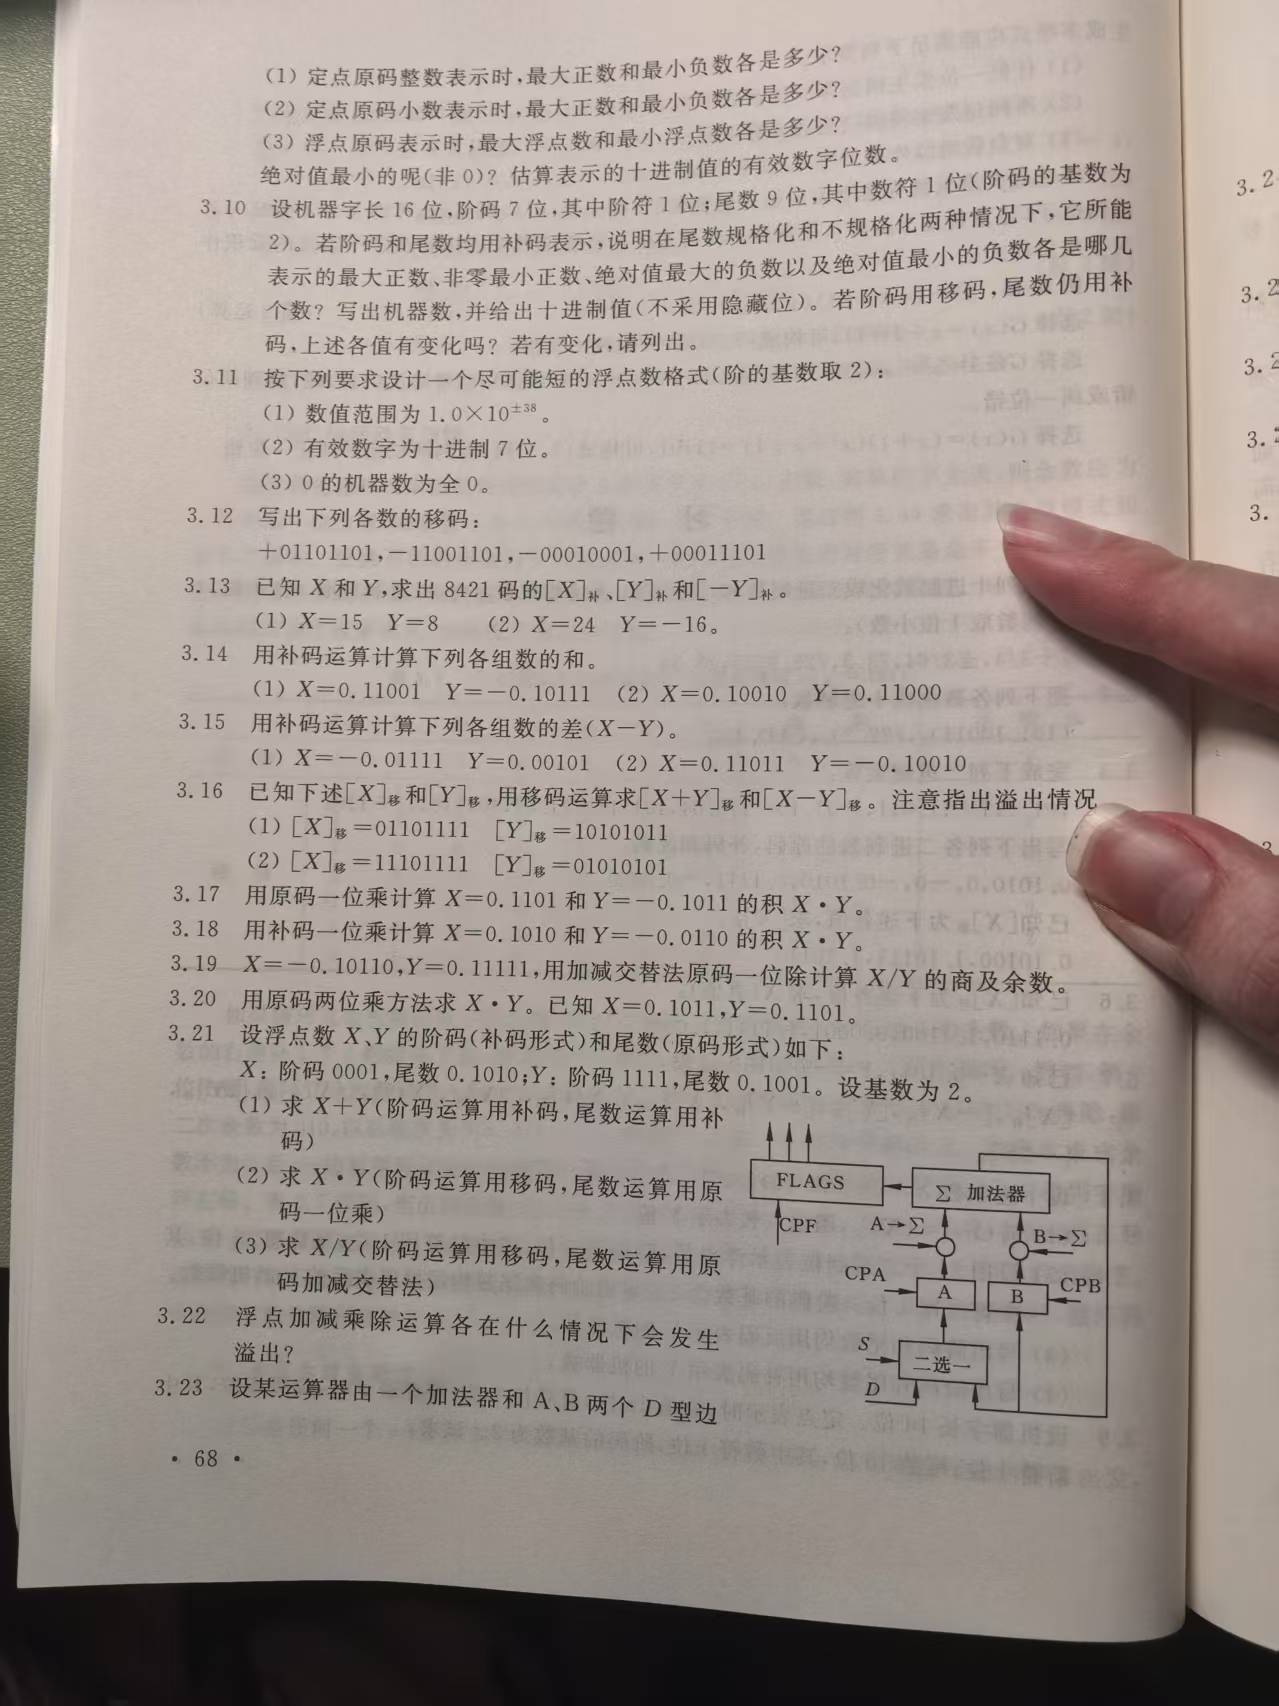 (1) 定点原码整数表示时,最大正数和最小负数各是多少?
(2) 定点原码小数表示时,最大正数和最小负数各是多少?
(3) 浮点原码表示时,最大浮点数和最小浮点数各是多少?
绝对值最小的呢(非 0)? 估算表示的十进制值的有效数字位数。
3.10 设机器字长 16 位,阶码 7 位,其中阶符 1 位;尾数 9 位,其中数符 1 位(阶码的基数为
2)。若阶码和尾数均用补码表示,说明在尾数规格化和不规格化两种情况下,它所能
表示的最大正数、非零最小正数、绝对值最大的负数以及绝对值最小的负数各是哪几
个数? 写出机器数,并给出十进制值(不采用隐藏位)。若阶码用移码,尾数仍用补
码,上述各值有变化吗? 若有变化,请列出。
3.11 按下列要求设计一个尽可能短的浮点数格式(阶的基数取 2):
(1) 数值范围为 1.0×10±38。
(2) 有效数字为十进制 7 位。
(3) 0 的机器数为全 0。
3.12 写出下列各数的移码:
+01101101,−11001101,−00010001,+00011101
3.13 已知 X 和 Y,求出 8421 码的[X]补、[Y]补和[−Y]补。
(1) X=15 Y=8 (2) X=24 Y=−16。
3.14 用补码运算计算下列各组数的和。
(1) X=0.11001 Y=−0.10111 (2) X=0.10010 Y=0.11000
3.15 用补码运算计算下列各组数的差(X−Y)。
(1) X=−0.01111 Y=0.00101 (2) X=0.11011 Y=−0.10010
3.16 已知下述[X]移和[Y]移,用移码运算求[X+Y]移和[X−Y]移。注意指出溢出情况
(1) [X]移=01101111 [Y]移=10101011
(2) [X]移=11101111 [Y]移=01010101
3.17 用原码一位乘计算 X=0.1101 和 Y=−0.1011 的积 X·Y。
3.18 用补码一位乘计算 X=0.1010 和 Y=−0.0110 的积 X·Y。
3.19 X=−0.10110,Y=0.11111,用加减交替法原码一位除计算 X/Y 的商及余数。
3.20 用原码两位乘方法求 X·Y。已知 X=0.1011,Y=0.1101。
3.21 设浮点数 X、Y 的阶码(补码形式)和尾数(原码形式)如下:
X: 阶码 0001,尾数 0.1010;Y: 阶码 1111,尾数 0.1001。设基数为 2。
(1) 求 X+Y(阶码运算用补码,尾数运算用补
码)
(2) 求 X·Y(阶码运算用移码,尾数运算用原
码一位乘)
(3) 求 X/Y(阶码运算用移码,尾数运算用原
码加减交替法)
3.22 浮点加减乘除运算各在什么情况下会发生
溢出?
3.23 设某运算器由一个加法器和 A、B 两个 D 型边
FLAGS
Σ 加法器
CPF
A→Σ
B→Σ
CPA
A
B
CPB
S
二选一
D
· 68 ·
3.2
3.2
3.2
3.